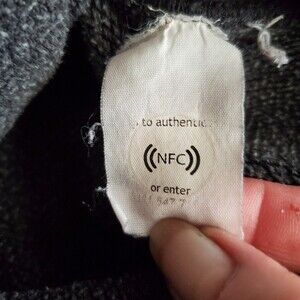 to authentic
((NFC))
or enter